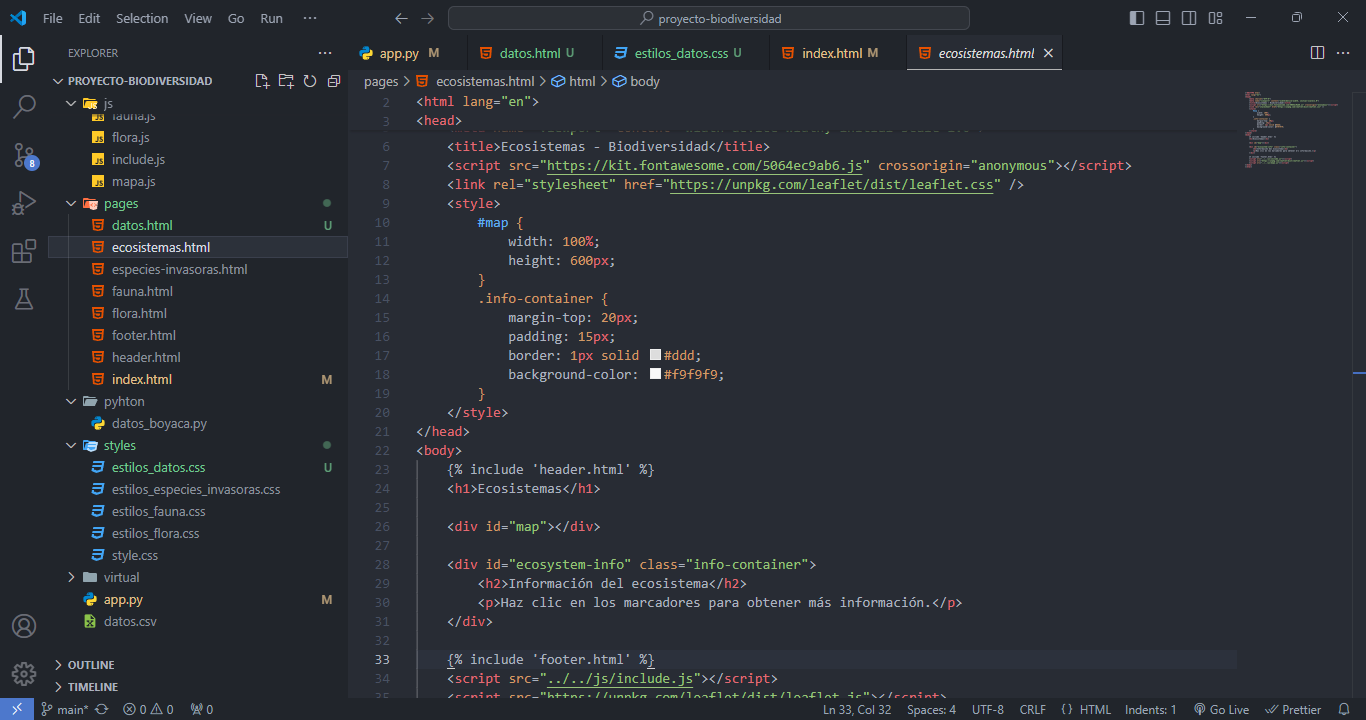 File Edit Selection View Go Run ··· proyecto-biodiversidad
EXPLORER ···
PROYECTO-BIODIVERSIDAD
js
fauna.js
flora.js
include.js
mapa.js
pages
datos.html U
ecosistemas.html
especies-invasoras.html
fauna.html
flora.html
footer.html
header.html
index.html M
pyhton
datos_boyaca.py
styles
estilos_datos.css U
estilos_especies_invasoras.css
estilos_fauna.css
estilos_flora.css
style.css
virtual
app.py M
datos.csv
OUTLINE
TIMELINE
8
app.py M datos.html U estilos_datos.css U index.html M ecosistemas.html
pages > ecosistemas.html > html > body
2 <html lang="en">
3 <head>
6 <title>Ecosistemas - Biodiversidad</title>
7 <script src="https://kit.fontawesome.com/5064ec9ab6.js" crossorigin="anonymous"></script>
8 <link rel="stylesheet" href="https://unpkg.com/leaflet/dist/leaflet.css" />
9 <style>
10 #map {
11 width: 100%;
12 height: 600px;
13 }
14 .info-container {
15 margin-top: 20px;
16 padding: 15px;
17 border: 1px solid #ddd;
18 background-color: #f9f9f9;
19 }
20 </style>
21 </head>
22 <body>
23 {% include 'header.html' %}
24 <h1>Ecosistemas</h1>
25
26 <div id="map"></div>
27
28 <div id="ecosystem-info" class="info-container">
29 <h2>Información del ecosistema</h2>
30 <p>Haz clic en los marcadores para obtener más información.</p>
31 </div>
32
33 {% include 'footer.html' %}
34 <script src="../../js/include.js"></script>
35 <script src="https://unpkg.com/leaflet/dist/leaflet.js"></script>
main* 0 0 0 Ln 33, Col 32 Spaces: 4 UTF-8 CRLF {} HTML Indents: 1 Go Live Prettier